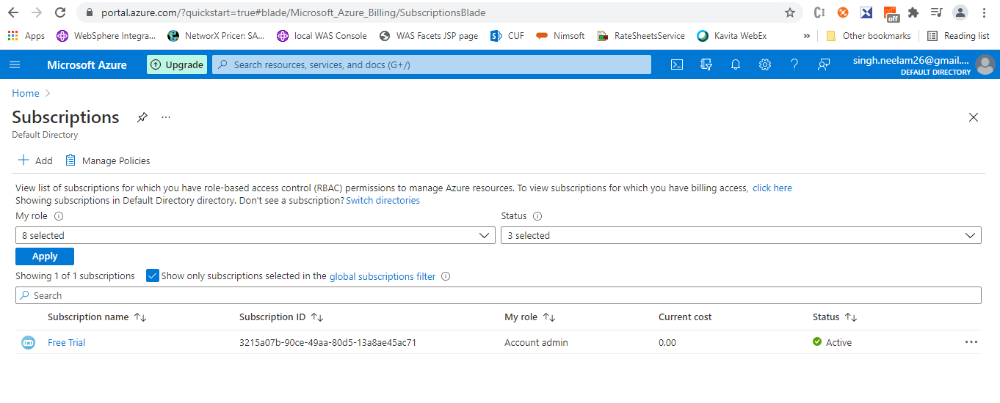 portal.azure.com/?quickstart=true#blade/Microsoft_Azure_Billing/SubscriptionsBlade
off
Apps WebSphere Integra... NetworX Pricer: SA... local WAS Console WAS Facets JSP page CUF Nimsoft RateSheetsService Kavita WebEx » Other bookmarks Reading list
Microsoft Azure Upgrade Search resources, services, and docs (G+/) singh.neelam26@gmail....
DEFAULT DIRECTORY
Home
Subscriptions ...
Default Directory
Add Manage Policies
View list of subscriptions for which you have role-based access control (RBAC) permissions to manage Azure resources. To view subscriptions for which you have billing access, click here
Showing subscriptions in Default Directory directory. Don't see a subscription? Switch directories
My role Status
8 selected 3 selected
Apply
Showing 1 of 1 subscriptions Show only subscriptions selected in the global subscriptions filter
Search
Subscription name ↑↓ Subscription ID ↑↓ My role ↑↓ Current cost Status ↑↓
Free Trial 3215a07b-90ce-49aa-80d5-13a8ae45ac71 Account admin 0.00 Active ...